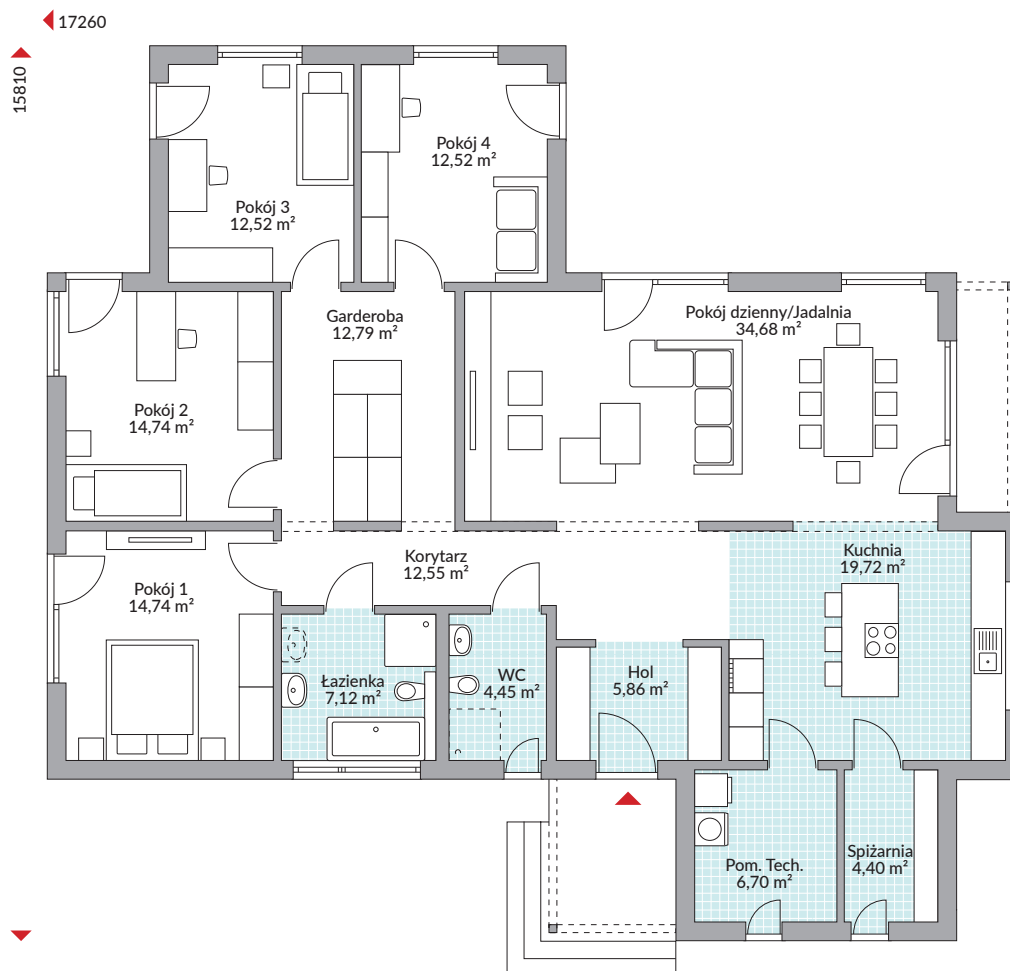 17260
15810
Pokój 4
12,52 m²
Pokój 3
12,52 m²
Garderoba
12,79 m²
Pokój dzienny/Jadalnia
34,68 m²
Pokój 2
14,74 m²
Korytarz
12,55 m²
Kuchnia
19,72 m²
Pokój 1
14,74 m²
Łazienka
7,12 m²
WC
4,45 m²
Hol
5,86 m²
Pom. Tech.
6,70 m²
Spiżarnia
4,40 m²